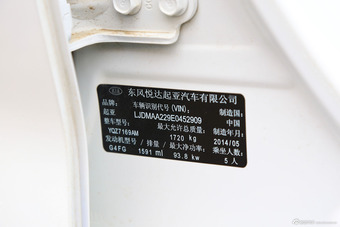 KIA 东风悦达起亚汽车有限公司
品牌： 车辆识别代号(VIN)： 制造国：
起亚 LJDMAA229E0452909 中国
整车型号： 最大允许总质量： 制造年月：
YQZ7169AM 1720 kg 2014/05
发动机型号/ 排量/ 最大净功率： 乘坐人数：
G4FG 1591 ml 93.8 kw 5 人